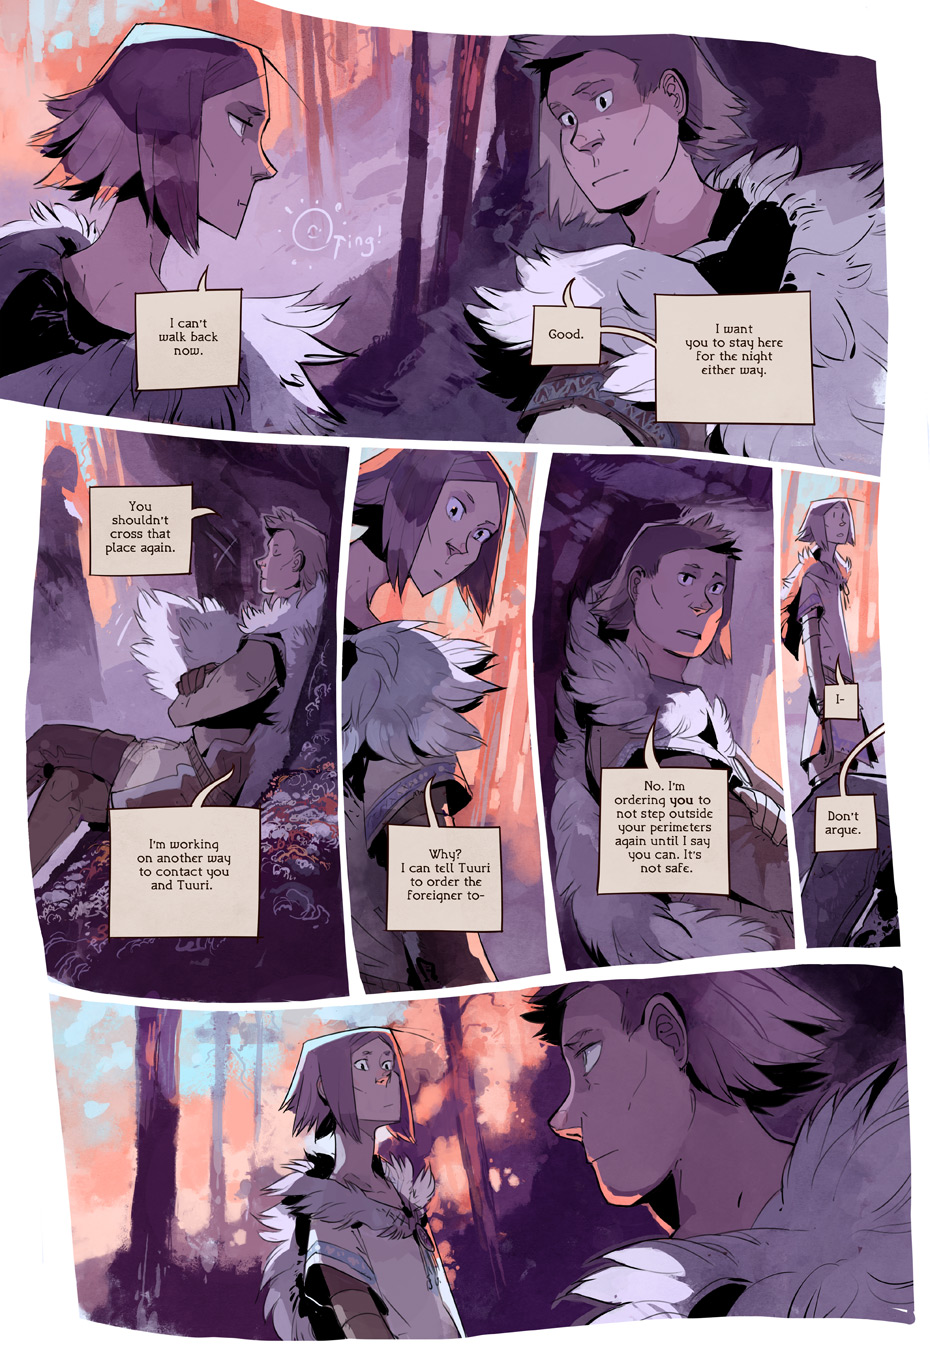 Ping!
I can't
walk back
now.
Good.
I want
you to stay here
for the night
either way.
You
shouldn't
cross that
place again.
I'm working
on another way
to contact you
and Tuuri.
Why?
I can tell Tuuri
to order the
foreigner to-
No. I'm
ordering you to
not step outside
your perimeters
again until I say
you can. It's
not safe.
I-
Don't
argue.